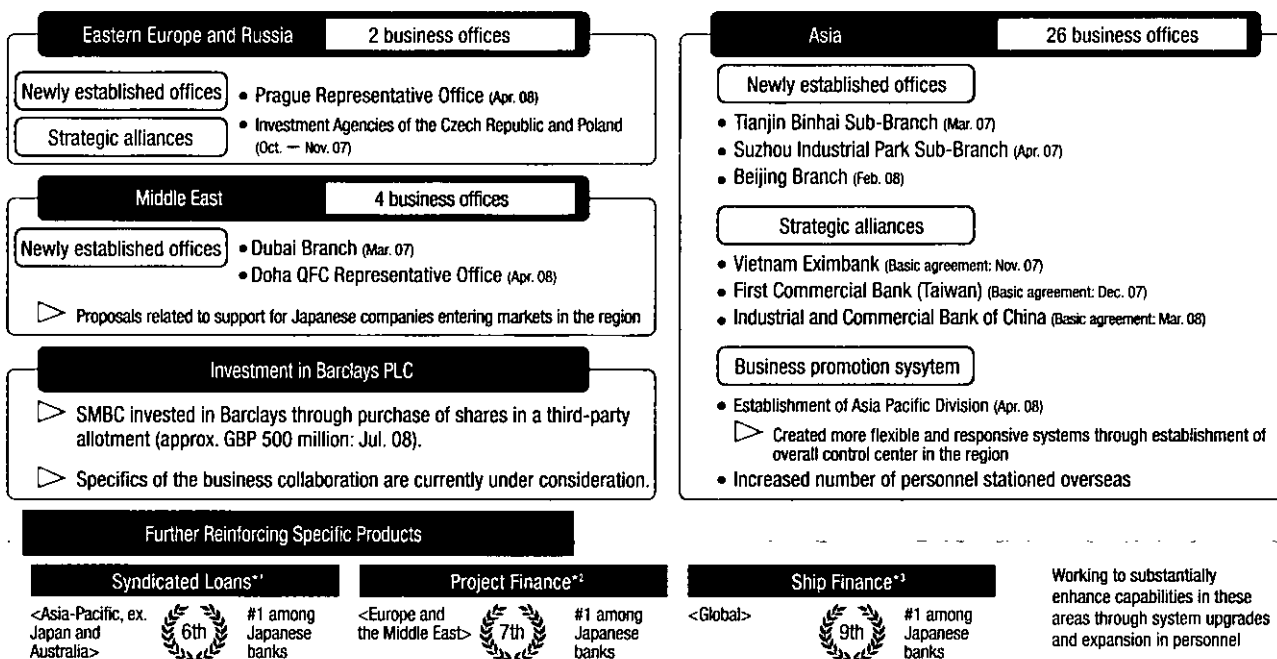 Eastern Europe and Russia 2 business offices
Newly established offices
• Prague Representative Office (Apr. 08)
Strategic alliances
• Investment Agencies of the Czech Republic and Poland
(Oct. — Nov. 07)
Middle East 4 business offices
Newly established offices
• Dubai Branch (Mar. 07)
• Doha QFC Representative Office (Apr. 08)
Proposals related to support for Japanese companies entering markets in the region
Investment in Barclays PLC
SMBC invested in Barclays through purchase of shares in a third-party
allotment (approx. GBP 500 million: Jul. 08).
Specifics of the business collaboration are currently under consideration.
Asia 26 business offices
Newly established offices
• Tianjin Binhai Sub-Branch (Mar. 07)
• Suzhou Industrial Park Sub-Branch (Apr. 07)
• Beijing Branch (Feb. 08)
Strategic alliances
• Vietnam Eximbank (Basic agreement: Nov. 07)
• First Commercial Bank (Taiwan) (Basic agreement: Dec. 07)
• Industrial and Commercial Bank of China (Basic agreement: Mar. 08)
Business promotion sysytem
• Establishment of Asia Pacific Division (Apr. 08)
Created more flexible and responsive systems through establishment of
overall control center in the region
• Increased number of personnel stationed overseas
Further Reinforcing Specific Products
Syndicated Loans*1
<Asia-Pacific, ex.
Japan and
Australia>
6th
#1 among
Japanese
banks
Project Finance*2
<Europe and
the Middle East>
7th
#1 among
Japanese
banks
Ship Finance*3
<Global>
9th
#1 among
Japanese
banks
Working to substantially
enhance capabilities in these
areas through system upgrades
and expansion in personnel